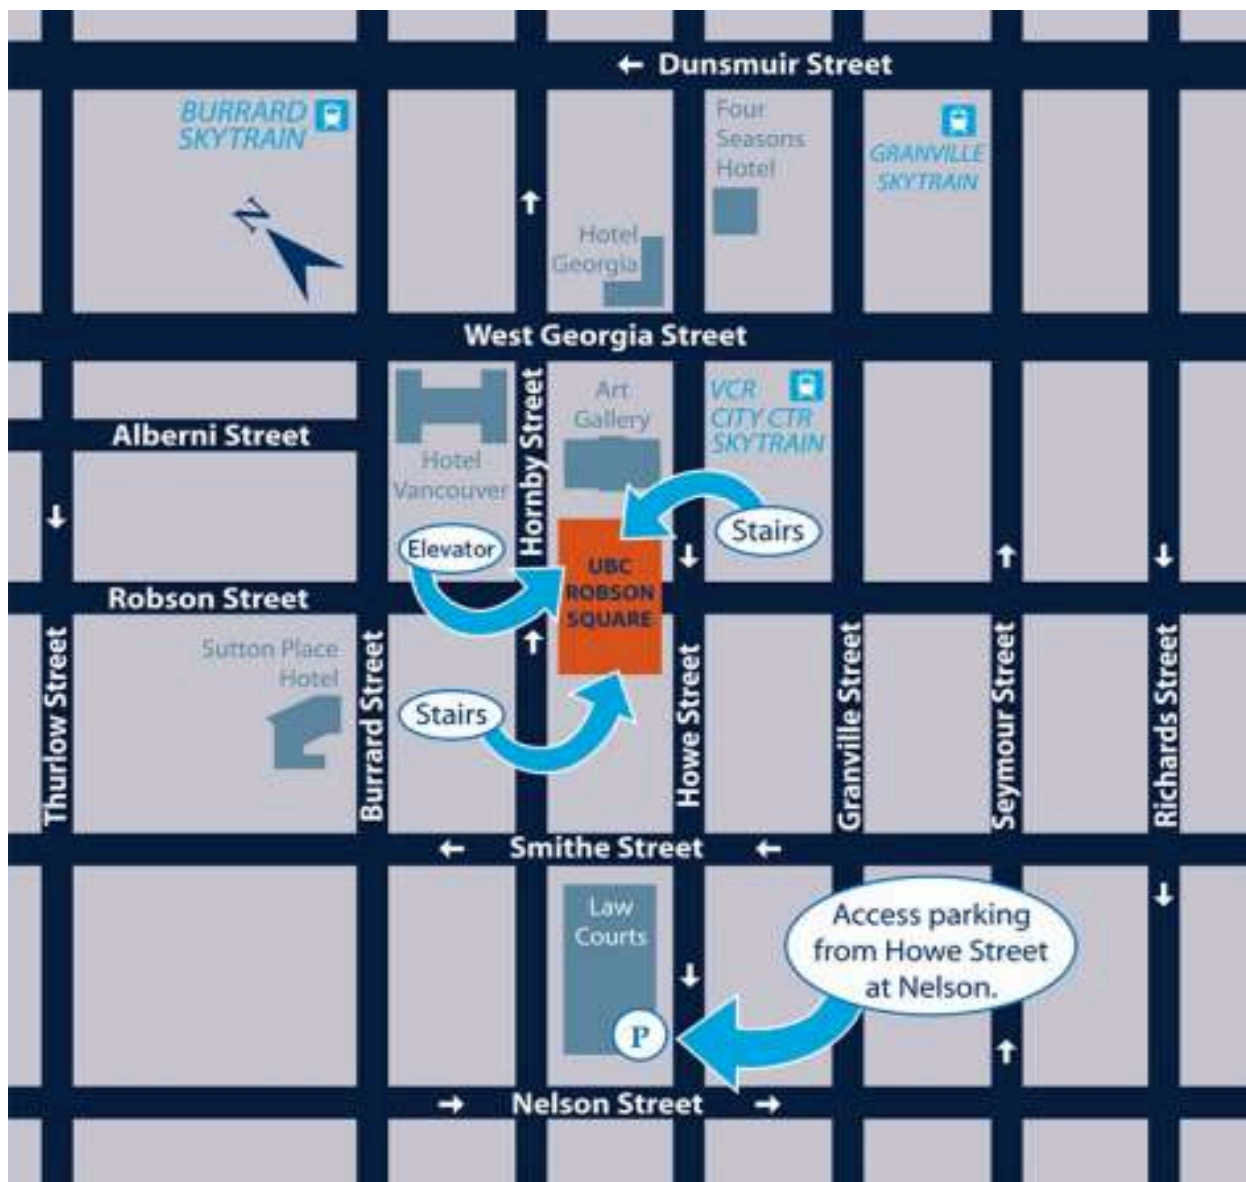 ← Dunsmuir Street
BURRARD
SKYTRAIN
Four
Seasons
Hotel
GRANVILLE
SKYTRAIN
N
Hotel
Georgia
West Georgia Street
Hornby Street
Art
Gallery
VCR
CITY CTR
SKYTRAIN
Alberni Street
Hotel
Vancouver
Elevator
Stairs
UBC
ROBSON
SQUARE
Robson Street
Sutton Place
Hotel
Stairs
Thurlow Street
Burrard Street
Howe Street
Granville Street
Seymour Street
Richards Street
← Smithe Street ←
Law
Courts
P
Access parking
from Howe Street
at Nelson.
→ Nelson Street →